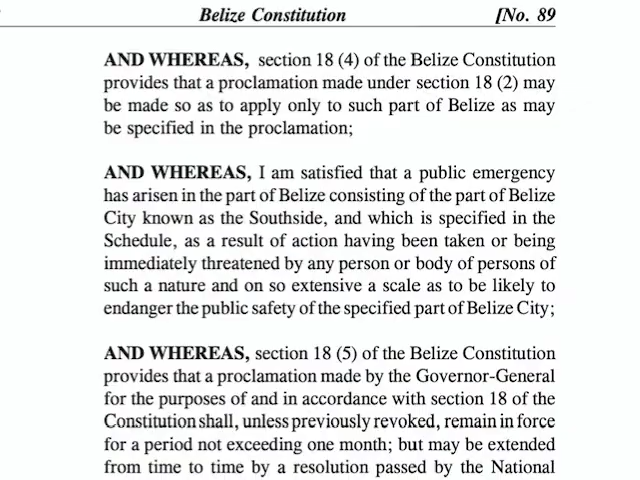 Belize Constitution [No. 89
AND WHEREAS, section 18 (4) of the Belize Constitution
provides that a proclamation made under section 18 (2) may
be made so as to apply only to such part of Belize as may
be specified in the proclamation;
AND WHEREAS, I am satisfied that a public emergency
has arisen in the part of Belize consisting of the part of Belize
City known as the Southside, and which is specified in the
Schedule, as a result of action having been taken or being
immediately threatened by any person or body of persons of
such a nature and on so extensive a scale as to be likely to
endanger the public safety of the specified part of Belize City;
AND WHEREAS, section 18 (5) of the Belize Constitution
provides that a proclamation made by the Governor-General
for the purposes of and in accordance with section 18 of the
Constitution shall, unless previously revoked, remain in force
for a period not exceeding one month; but may be extended
from time to time by a resolution passed by the National